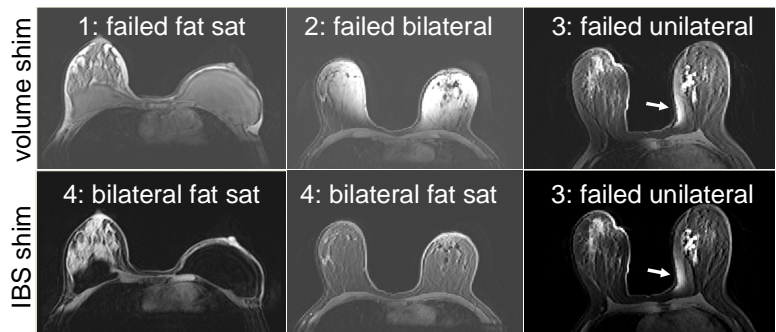 volume shim
1: failed fat sat
2: failed bilateral
3: failed unilateral
IBS shim
4: bilateral fat sat
4: bilateral fat sat
3: failed unilateral